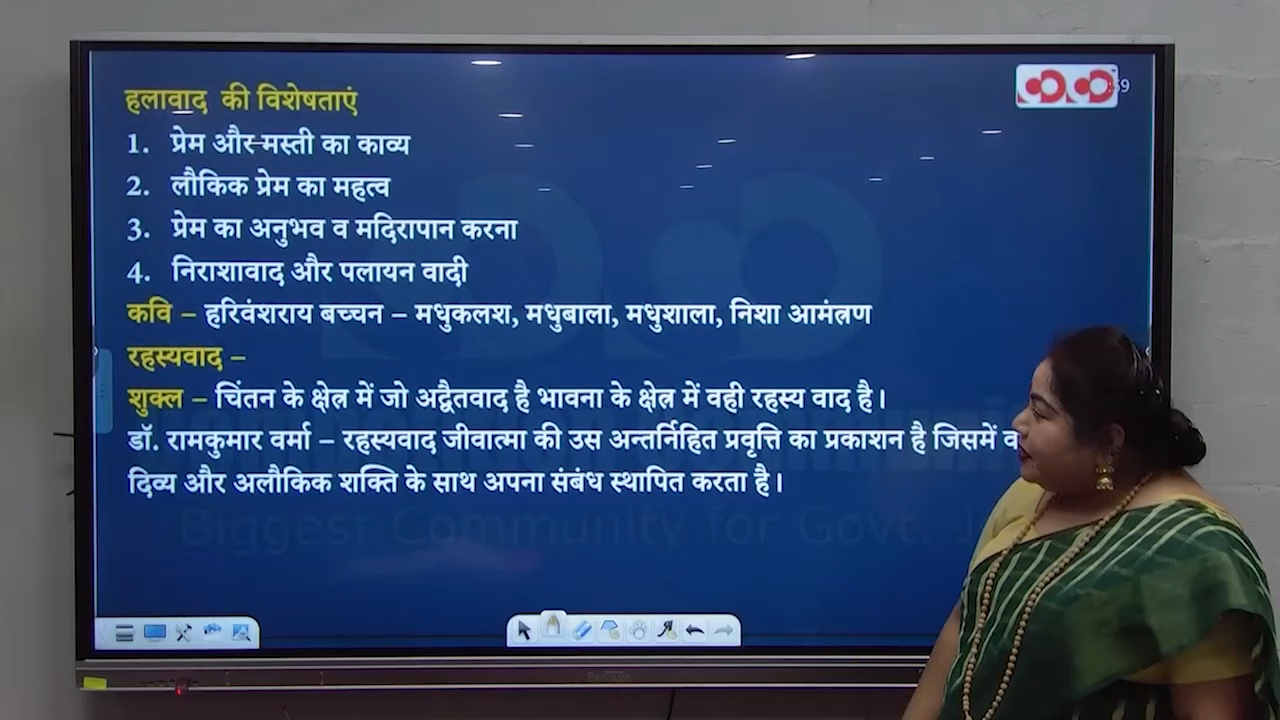 हलावाद की विशेषताएं
1. प्रेम और मस्ती का काव्य
2. लौकिक प्रेम का महत्व
3. प्रेम का अनुभव व मदिरापान करना
4. निराशावाद और पलायन वादी
कवि – हरिवंशराय बच्चन – मधुकलश, मधुबाला, मधुशाला, निशा आमंत्रण
रहस्यवाद –
शुक्ल – चिंतन के क्षेत्र में जो अद्वैतवाद है भावना के क्षेत्र में वही रहस्य वाद है।
डॉ. रामकुमार वर्मा – रहस्यवाद जीवात्मा की उस अन्तर्निहित प्रवृत्ति का प्रकाशन है जिसमें
दिव्य और अलौकिक शक्ति के साथ अपना संबंध स्थापित करता है।
Biggest Community for Govt.